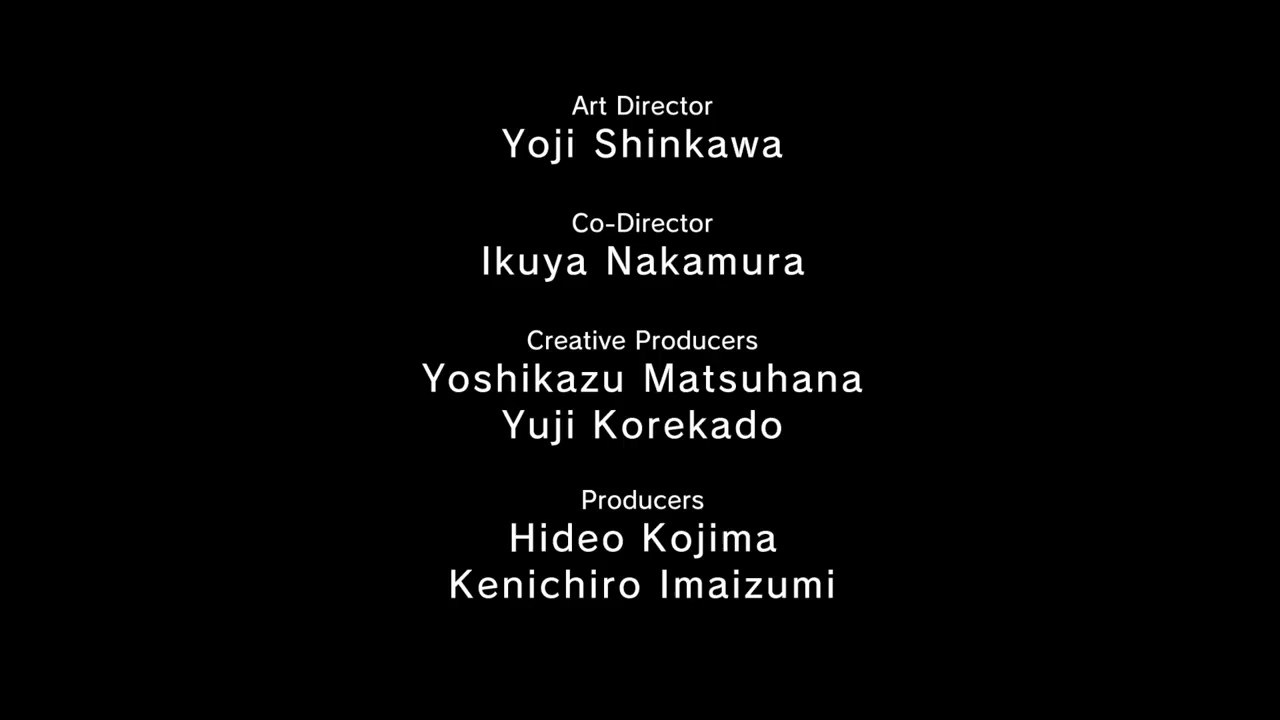 Art Director
Yoji Shinkawa
Co-Director
Ikuya Nakamura
Creative Producers
Yoshikazu Matsuhana
Yuji Korekado
Producers
Hideo Kojima
Kenichiro Imaizumi